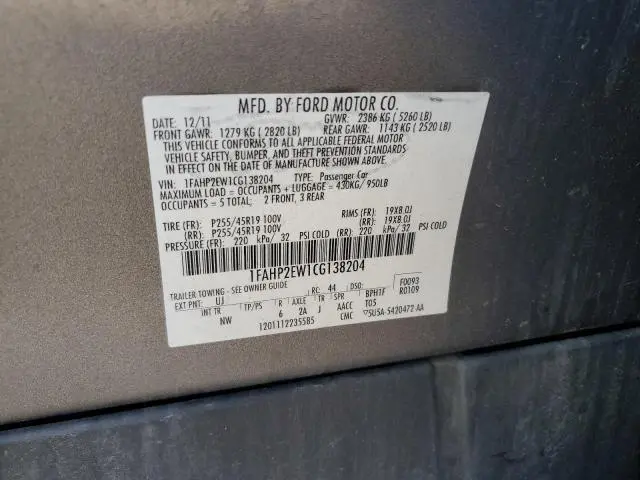 MFD. BY FORD MOTOR CO.
12/11 GVWR: 2386 KG ( 5260 LB)
FRONT GAWR: 1279 KG ( 2820 LB) REAR GAWR: 1143 KG ( 2520 LB)
THIS VEHICLE CONFORMS TO ALL APPLICABLE FEDERAL MOTOR
VEHICLE SAFETY, BUMPER, AND THEFT PREVENTION STANDARDS
IN EFFECT ON THE DATE OF MANUFACTURE SHOWN ABOVE.
VIN: 1FAHP2EW1CG138204 TYPE: Passenger Car
MAXIMUM LOAD = OCCUPANTS + LUGGAGE = 430KG/ 950LB
OCCUPANTS = 5 TOTAL; 2 FRONT, 3 REAR
TIRE (FR): P255/45R19 100V RIMS (FR): 19X8.0J
(RR): P255/45R19 100V (RR): 19X8.0J
PRESSURE (FR): 220 kPa/ 32 PSI COLD (RR): 220 kPa/ 32 PSI COLD
1FAHP2EW1CG138204
TRAILER TOWING - SEE OWNER GUIDE RC: 44 DSO: F0093
EXT PNT: UJ R0109
INT TR TP/PS R AXLE TR SPR BPHTF
NW 6 2A J AACC T05
1201112235585 CMC 5U5A-5420472-AA